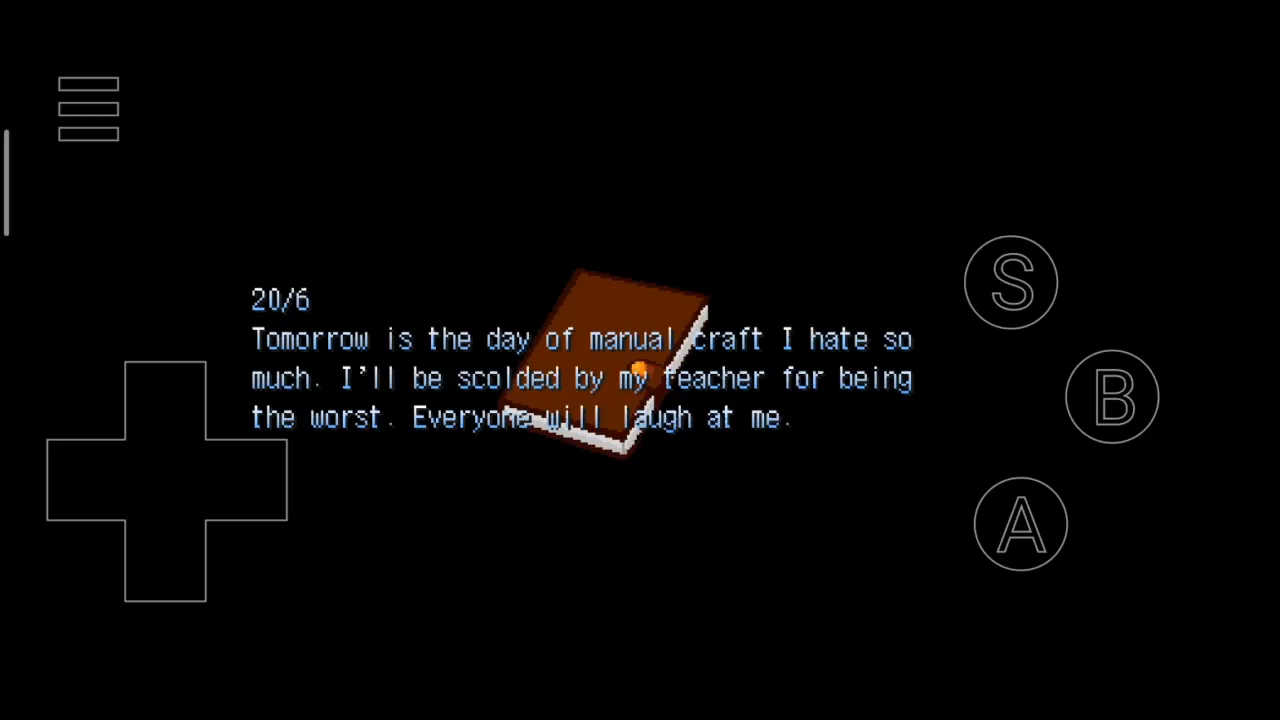 20/6
Tomorrow is the day of manual craft I hate so
much. I'll be scolded by my teacher for being
the worst. Everyone will laugh at me.
S
B
A